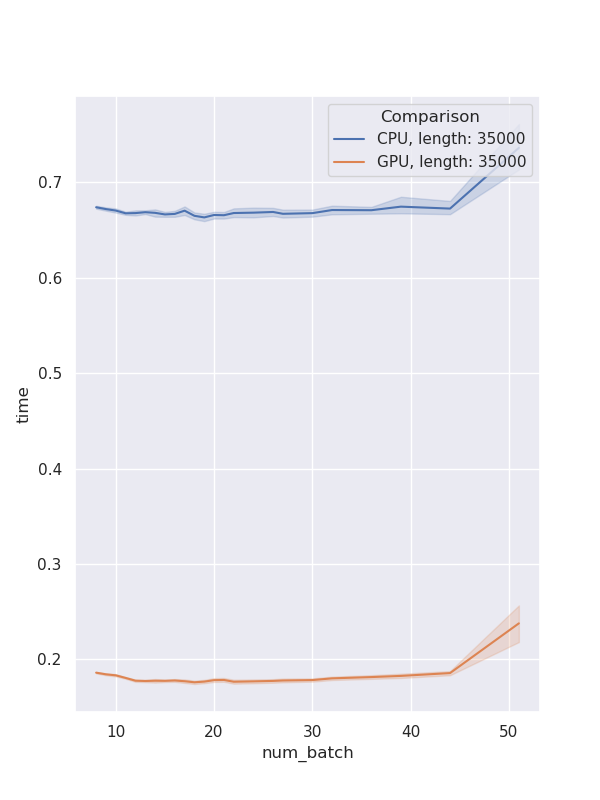 Comparison
CPU, length: 35000
GPU, length: 35000
0.7
0.6
0.5
0.4
0.3
0.2
time
10 20 30 40 50
num_batch